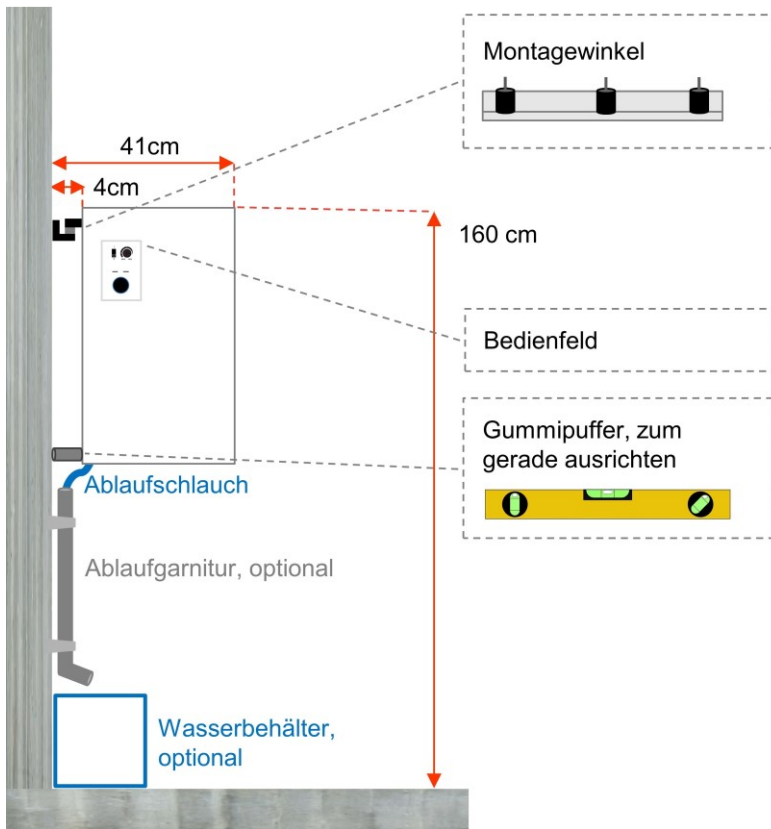 Montagewinkel
41cm
4cm
160 cm
Bedienfeld
Gummipuffer, zum
gerade ausrichten
Ablaufschlauch
Ablaufgarnitur, optional
Wasserbehälter,
optional